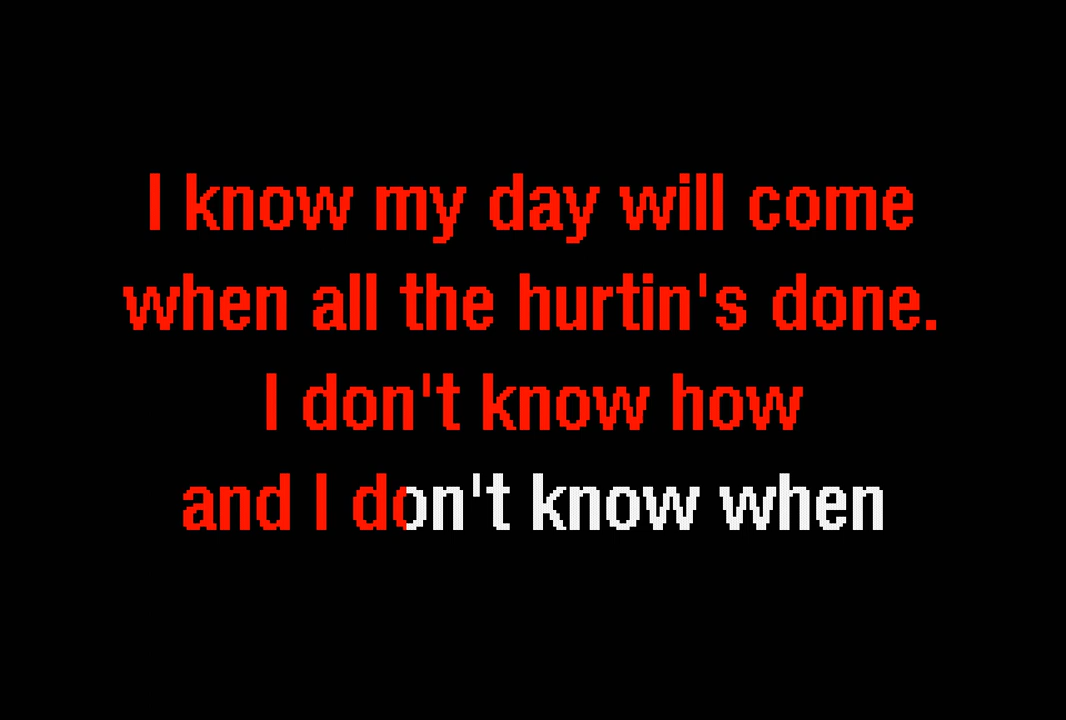 I know my day will come
when all the hurtin's done.
I don't know how
and I don't know when